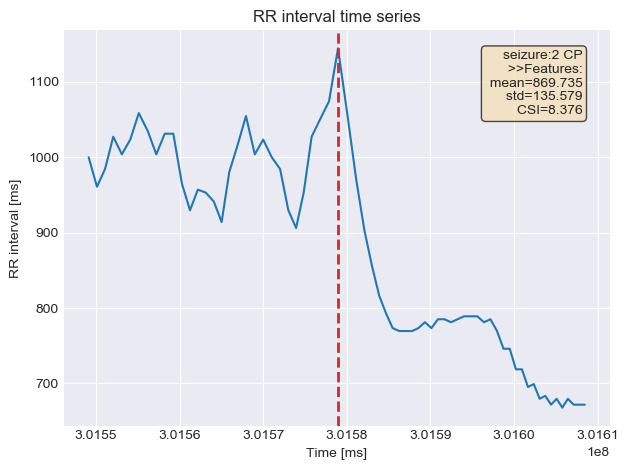 RR interval time series
seizure:2 CP
>>Features:
mean=869.735
std=135.579
CSI=8.376
RR interval [ms]
1100
1000
900
800
700
3.0155 3.0156 3.0157 3.0158 3.0159 3.0160 3.0161
1e8
Time [ms]